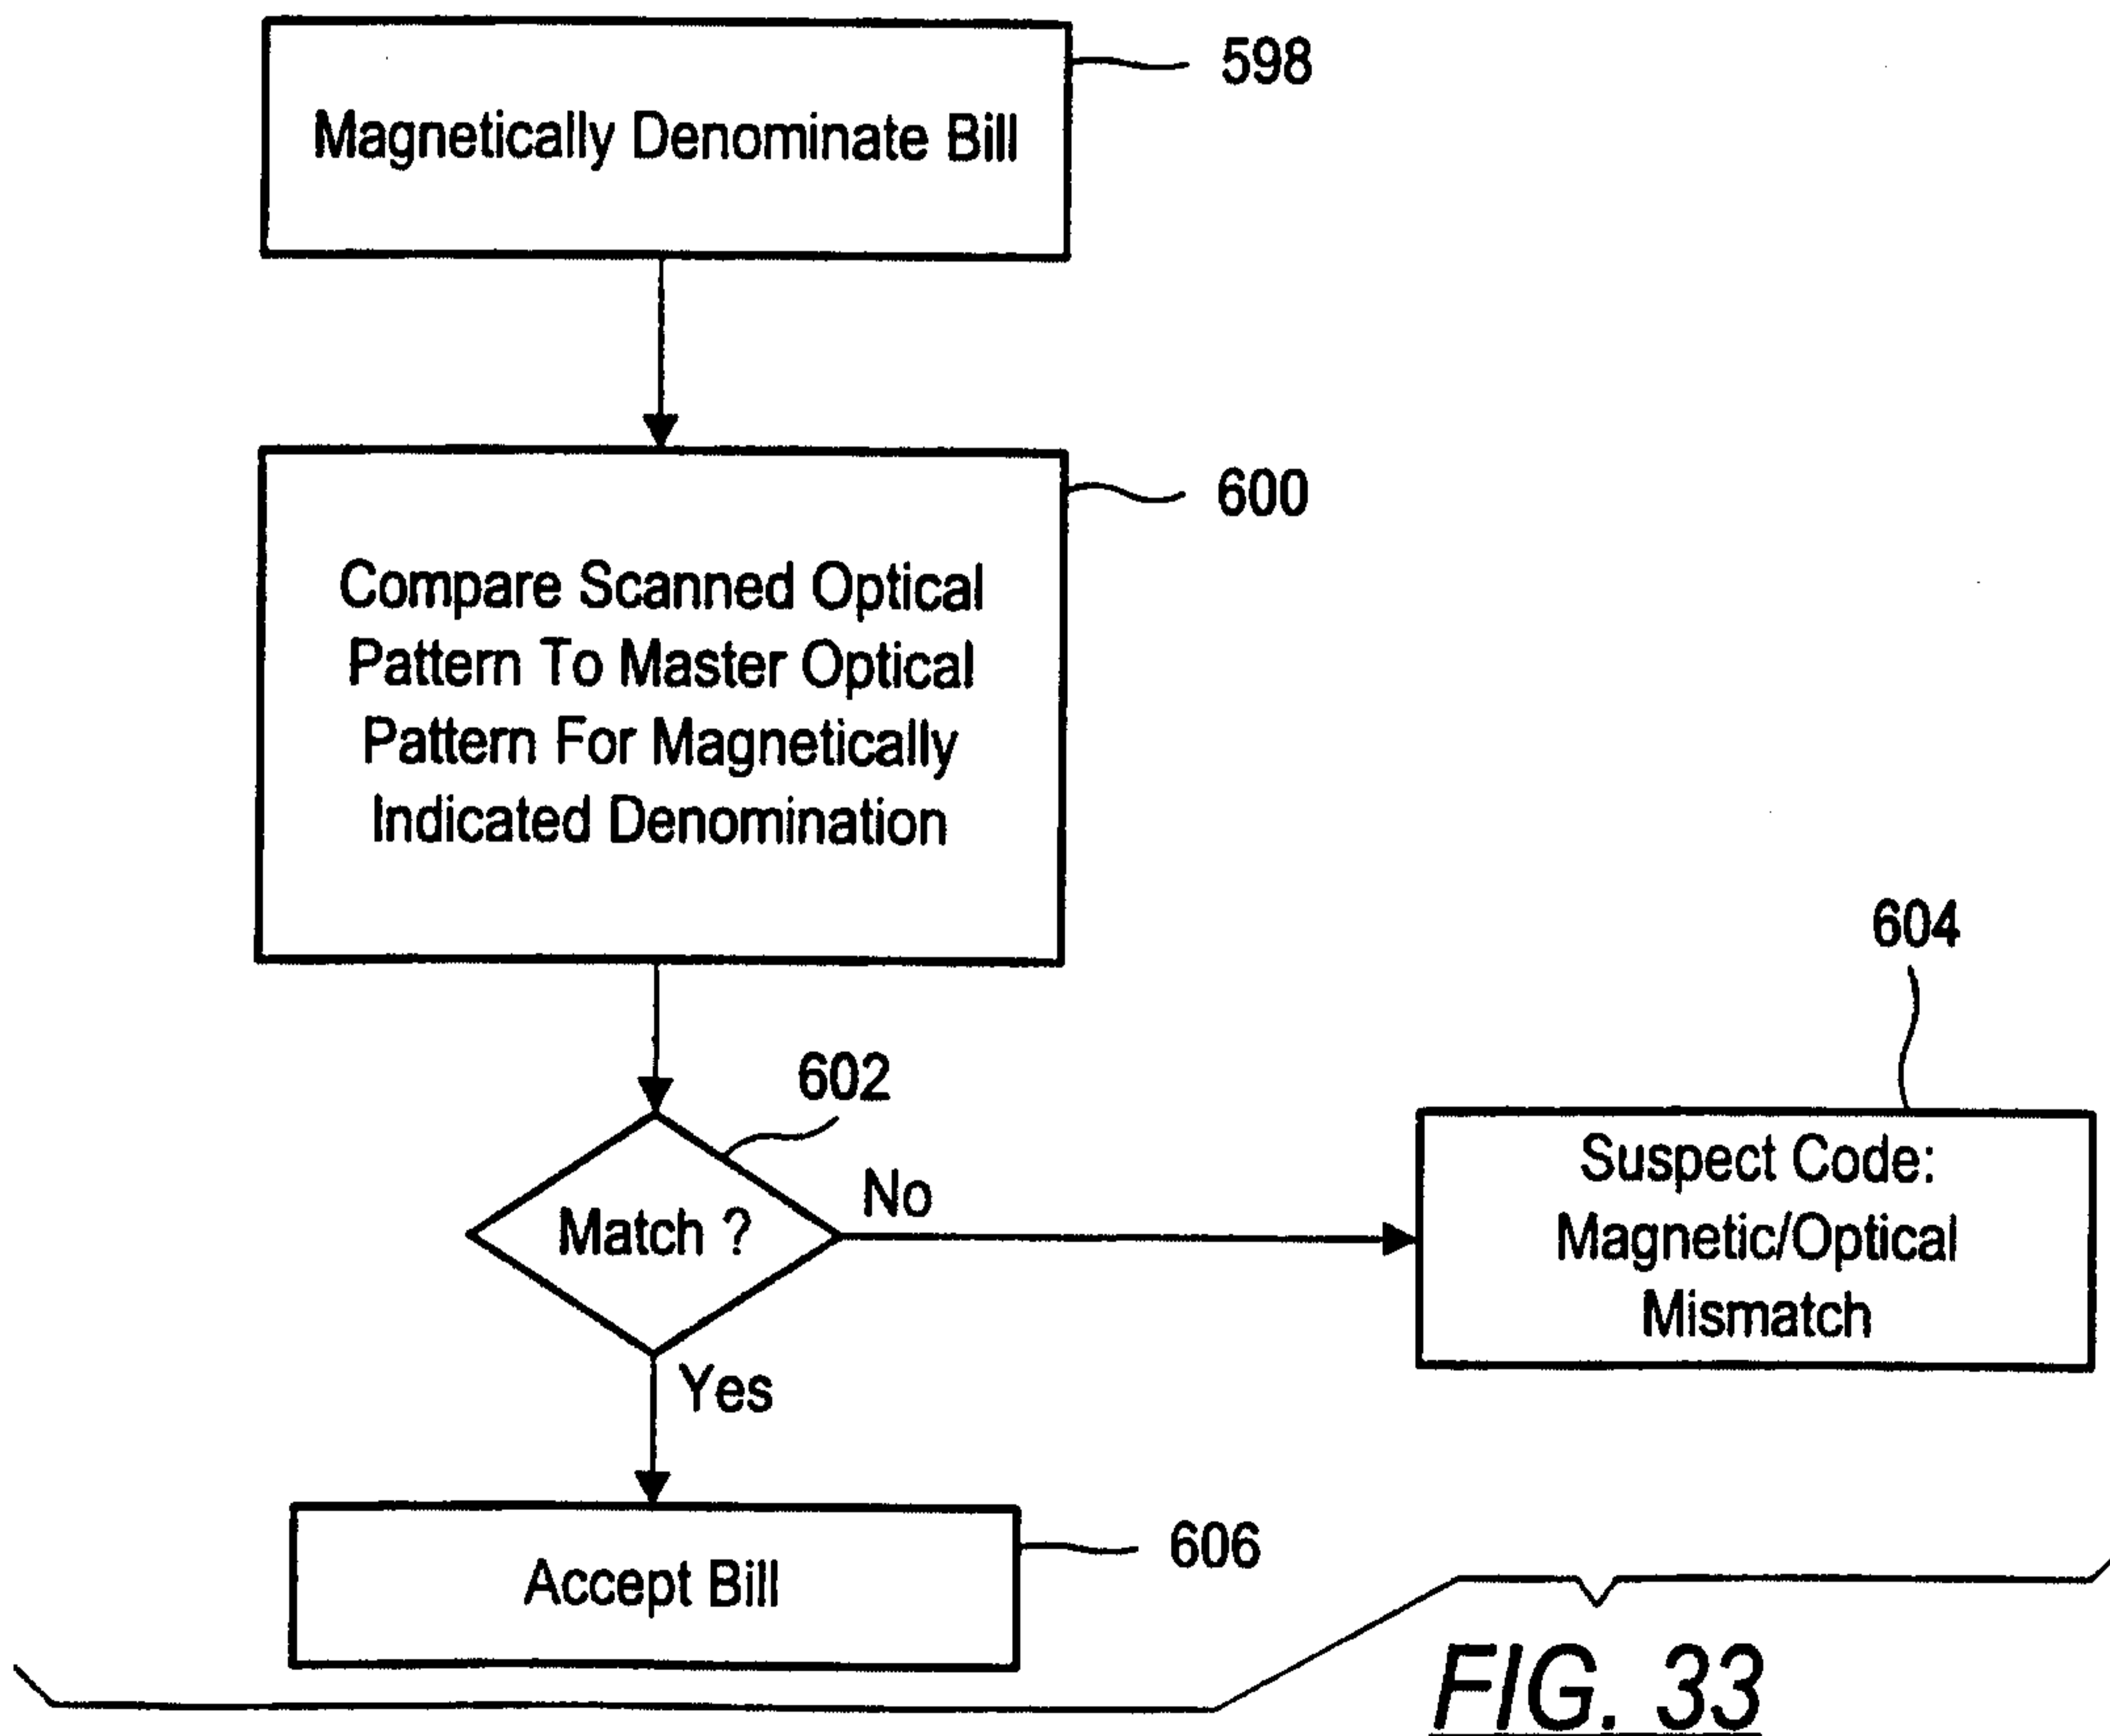 Magnetically Denominate Bill
598
Compare Scanned Optical
Pattern To Master Optical
Pattern For Magnetically
Indicated Denomination
600
602
Match ?
No
604
Suspect Code:
Magnetic/Optical
Mismatch
Yes
Accept Bill
606
FIG. 33